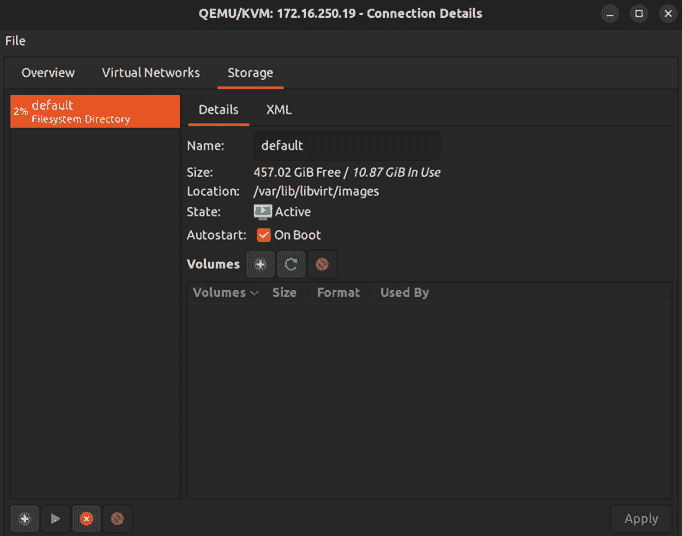 QEMU/KVM: 172.16.250.19 - Connection Details
File
Overview Virtual Networks Storage
2% default
Filesystem Directory
Details XML
Name: default
Size: 457.02 GiB Free / 10.87 GiB In Use
Location: /var/lib/libvirt/images
State: Active
Autostart: On Boot
Volumes
Volumes Size Format Used By
Apply